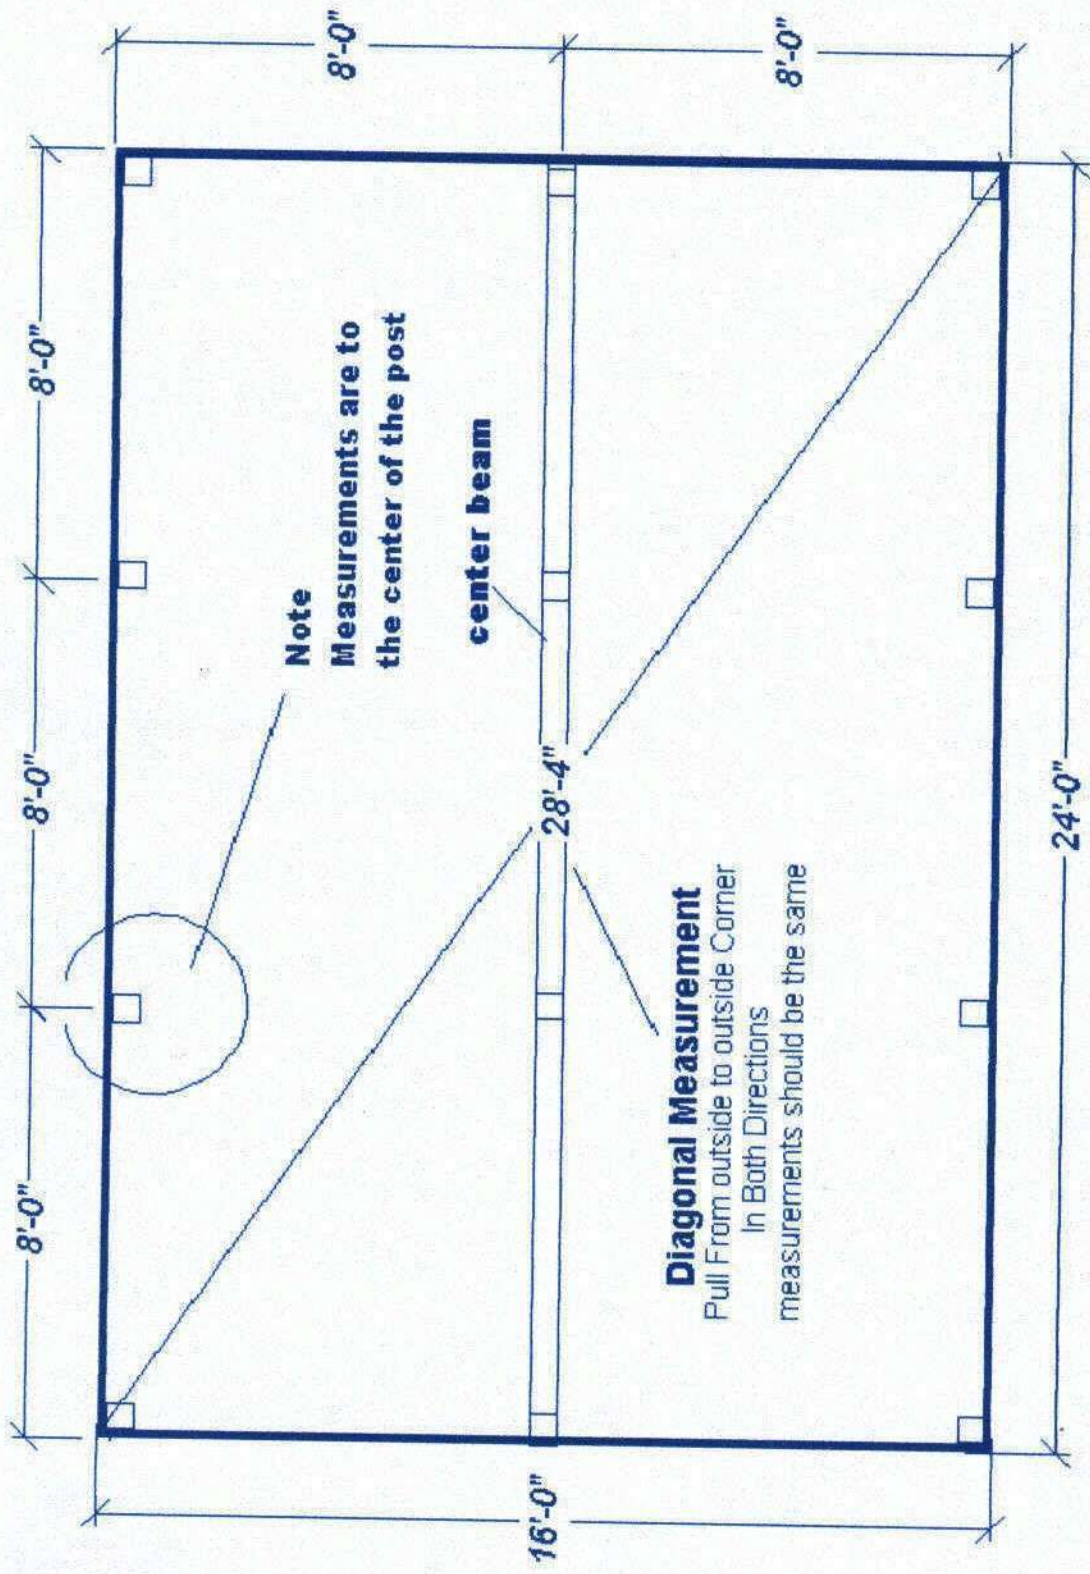 8'-0"
8'-0"
8'-0"
8'-0"
8'-0"
16'-0"
24'-0"
28'-4"
Note
Measurements are to
the center of the post
center beam
Diagonal Measurement
Pull From outside to outside Corner
In Both Directions
measurements should be the same